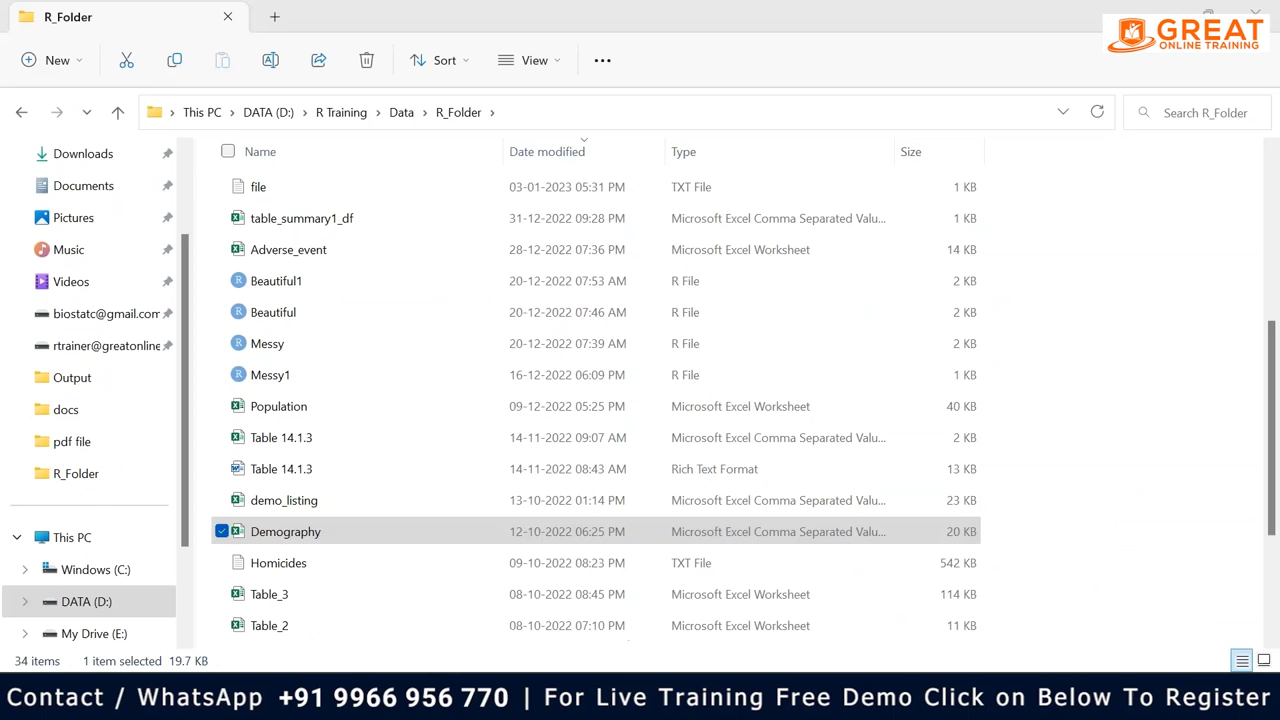 R_Folder
GREAT
ONLINE TRAINING
New
Sort
View
This PC
DATA (D:)
R Training
Data
R_Folder
Search R_Folder
Downloads
Documents
Pictures
Music
Videos
biostatc@gmail.com
rtrainer@greatonline
Output
docs
pdf file
R_Folder
This PC
Windows (C:)
DATA (D:)
My Drive (E:)
Name Date modified Type Size
file 03-01-2023 05:31 PM TXT File 1 KB
table_summary1_df 31-12-2022 09:28 PM Microsoft Excel Comma Separated Valu... 1 KB
Adverse_event 28-12-2022 07:36 PM Microsoft Excel Worksheet 14 KB
Beautiful1 20-12-2022 07:53 AM R File 2 KB
Beautiful 20-12-2022 07:46 AM R File 2 KB
Messy 20-12-2022 07:39 AM R File 2 KB
Messy1 16-12-2022 06:09 PM R File 1 KB
Population 09-12-2022 05:25 PM Microsoft Excel Worksheet 40 KB
Table 14.1.3 14-11-2022 09:07 AM Microsoft Excel Comma Separated Valu... 2 KB
Table 14.1.3 14-11-2022 08:43 AM Rich Text Format 13 KB
demo_listing 13-10-2022 01:14 PM Microsoft Excel Comma Separated Valu... 23 KB
Demography 12-10-2022 06:25 PM Microsoft Excel Comma Separated Valu... 20 KB
Homicides 09-10-2022 08:23 PM TXT File 542 KB
Table_3 08-10-2022 08:45 PM Microsoft Excel Worksheet 114 KB
Table_2 08-10-2022 07:10 PM Microsoft Excel Worksheet 11 KB
34 items 1 item selected 19.7 KB
Contact / WhatsApp +91 9966 956 770 | For Live Training Free Demo Click on Below To Register